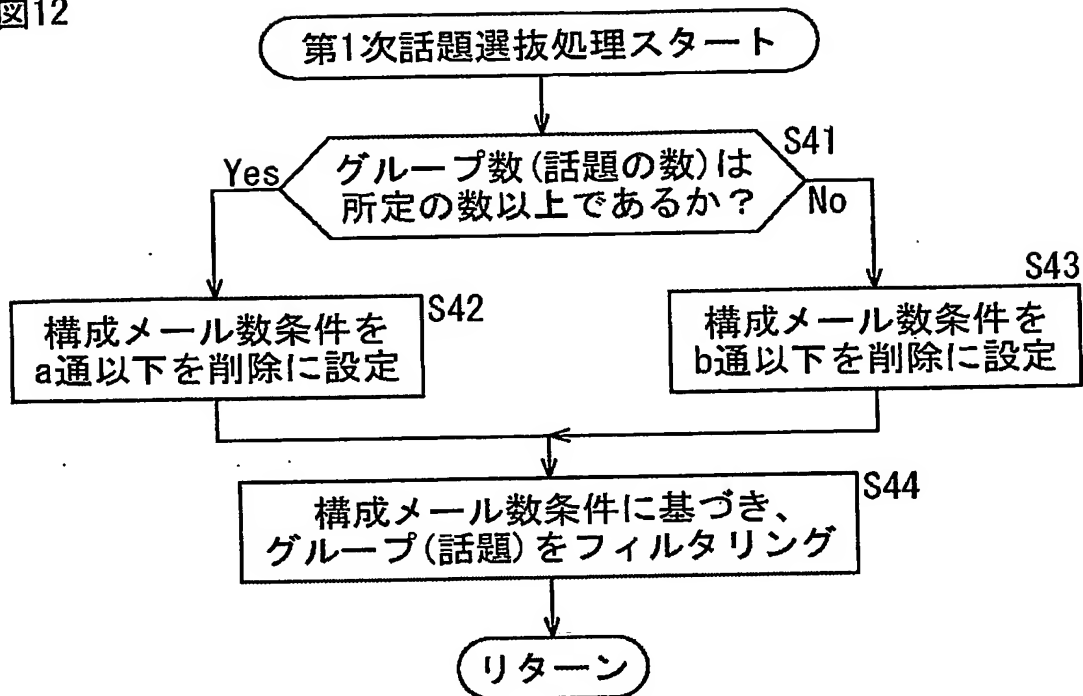 図12
第1次話題選抜処理スタート
S41
グループ数(話題の数)は
所定の数以上であるか?
Yes
No
S42
構成メール数条件を
a通以下を削除に設定
S43
構成メール数条件を
b通以下を削除に設定
S44
構成メール数条件に基づき、
グループ(話題)をフィルタリング
リターン